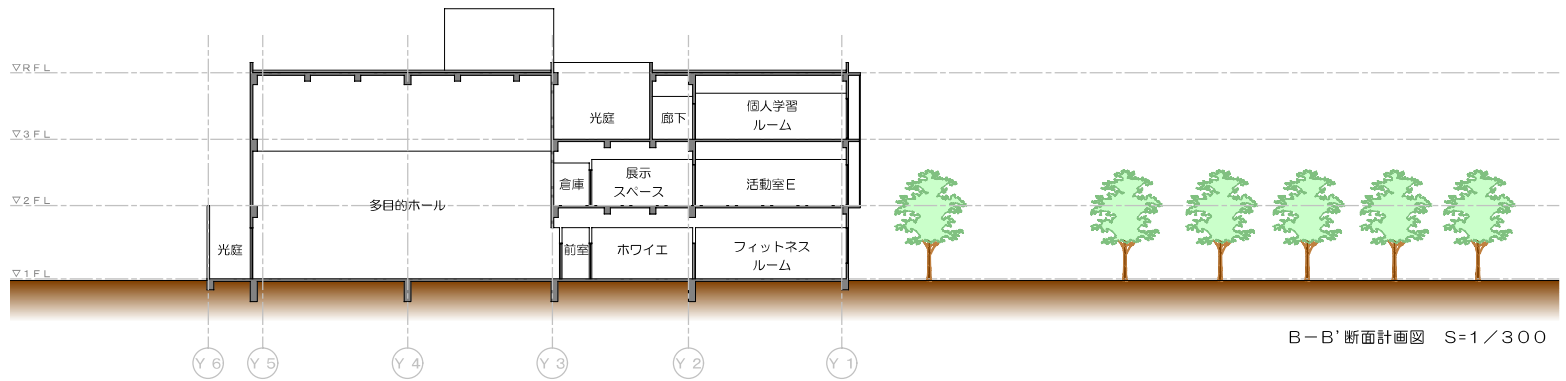 ▽RFL
▽3FL
▽2FL
▽1FL
光庭
廊下
個人学習
ルーム
倉庫
展示
スペース
活動室E
多目的ホール
光庭
前室
ホワイエ
フィットネス
ルーム
B-B'断面計画図 S=1/300
Y6 Y5 Y4 Y3 Y2 Y1